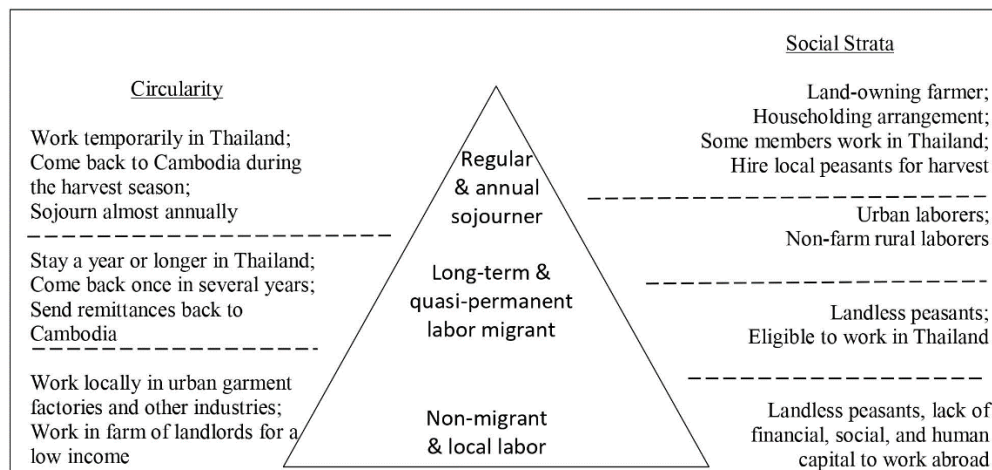 Circularity
Work temporarily in Thailand;
Come back to Cambodia during
the harvest season;
Sojourn almost annually
Stay a year or longer in Thailand;
Come back once in several years;
Send remittances back to
Cambodia
Work locally in urban garment
factories and other industries;
Work in farm of landlords for a
low income
Regular
& annual
sojourner
Long-term &
quasi-permanent
labor migrant
Non-migrant
& local labor
Social Strata
Land-owning farmer;
Householding arrangement;
Some members work in Thailand;
Hire local peasants for harvest
Urban laborers;
Non-farm rural laborers
Landless peasants;
Eligible to work in Thailand
Landless peasants, lack of
financial, social, and human
capital to work abroad